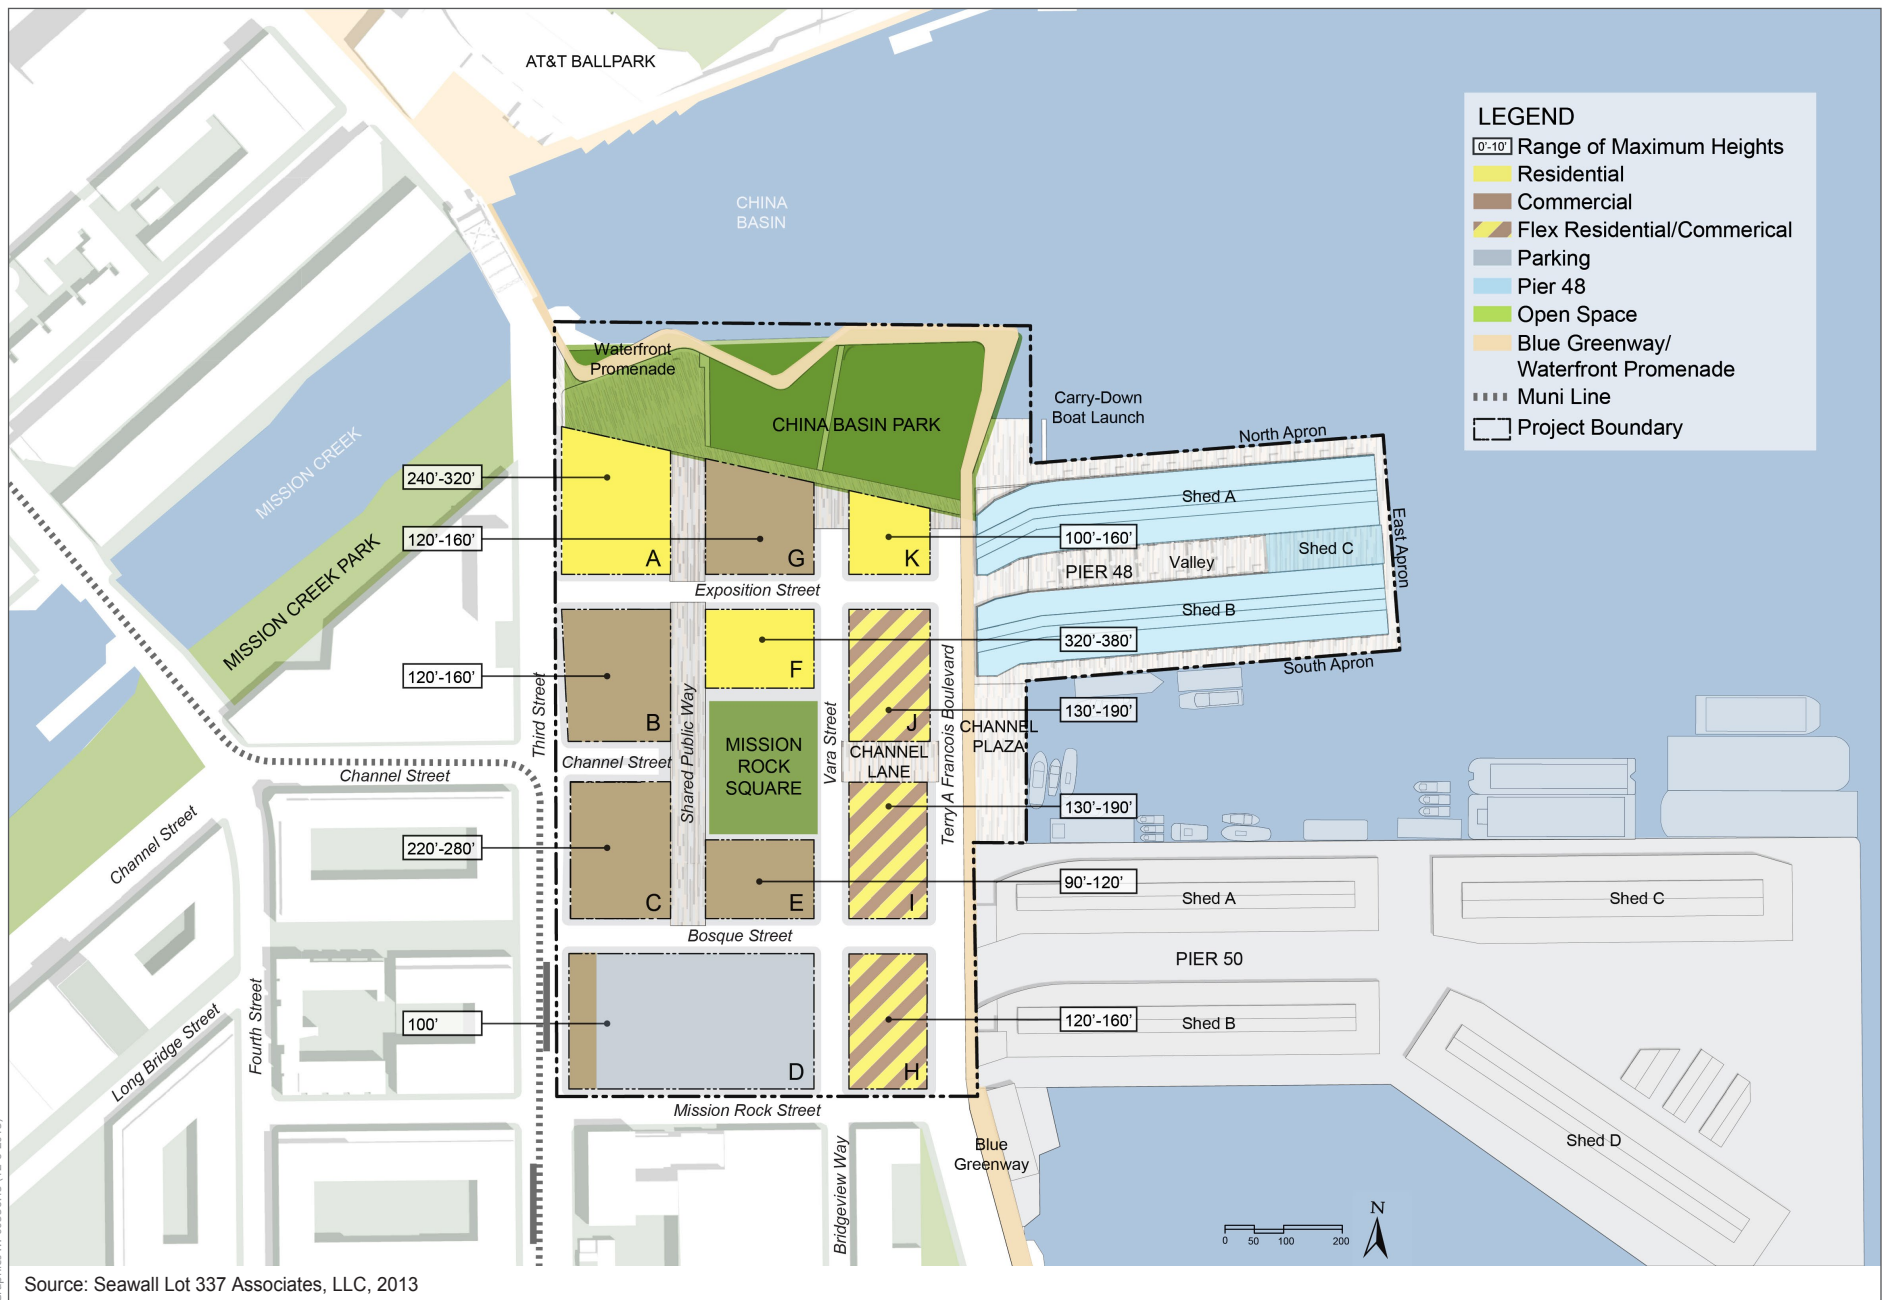 AT&T BALLPARK
CHINA
BASIN
LEGEND
0'-10' Range of Maximum Heights
Residential
Commercial
Flex Residential/Commerical
Parking
Pier 48
Open Space
Blue Greenway/
Waterfront Promenade
Muni Line
Project Boundary
Waterfront
Promenade
CHINA BASIN PARK
Carry-Down
Boat Launch
North Apron
East Apron
South Apron
MISSION CREEK
MISSION CREEK PARK
240'-320'
120'-160'
120'-160'
220'-280'
100'
A
G
K
Exposition Street
100'-160'
Shed A
PIER 48
Valley
Shed C
Shed B
320'-380'
B
F
J
130'-190'
Third Street
Shared Public Way
Vara Street
Terry A Francois Boulevard
CHANNEL
PLAZA
MISSION
ROCK
SQUARE
CHANNEL
LANE
Channel Street
Channel Street
Channel Street
130'-190'
C
E
I
90'-120'
Bosque Street
Shed A
Shed C
PIER 50
Shed B
Shed D
D
H
120'-160'
Fourth Street
Long Bridge Street
Mission Rock Street
Bridgeview Way
Blue
Greenway
N
0 50 100 200
Source: Seawall Lot 337 Associates, LLC, 2013